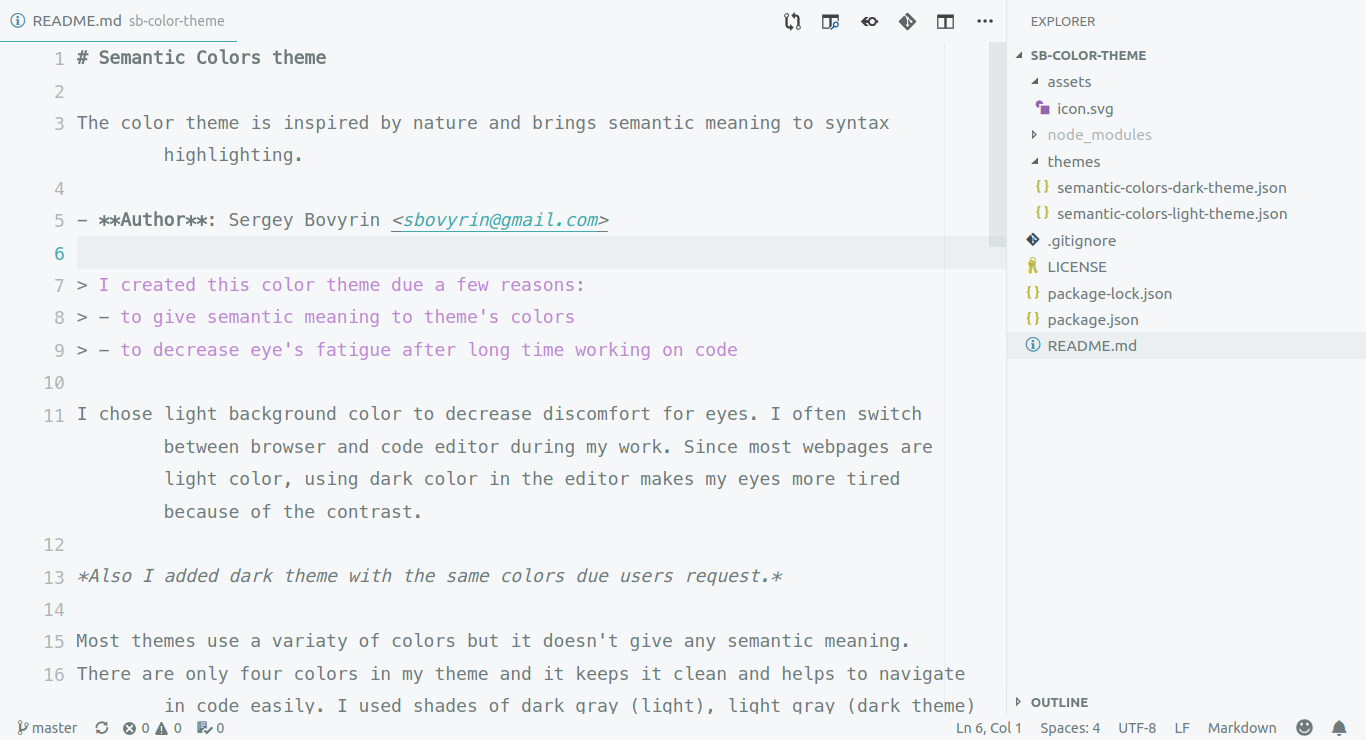 README.md sb-color-theme
1 # Semantic Colors theme
2
3 The color theme is inspired by nature and brings semantic meaning to syntax
highlighting.
4
5 - **Author**: Sergey Bovyrin <sbovyrin@gmail.com>
6
7 > I created this color theme due a few reasons:
8 > - to give semantic meaning to theme's colors
9 > - to decrease eye's fatigue after long time working on code
10
11 I chose light background color to decrease discomfort for eyes. I often switch
between browser and code editor during my work. Since most webpages are
light color, using dark color in the editor makes my eyes more tired
because of the contrast.
12
13 *Also I added dark theme with the same colors due users request.*
14
15 Most themes use a variaty of colors but it doesn't give any semantic meaning.
16 There are only four colors in my theme and it keeps it clean and helps to navigate
in code easily. I used shades of dark gray (light), light gray (dark theme)
EXPLORER
SB-COLOR-THEME
assets
icon.svg
node_modules
themes
{} semantic-colors-dark-theme.json
{} semantic-colors-light-theme.json
.gitignore
LICENSE
{} package-lock.json
{} package.json
README.md
OUTLINE
master 0 0 0 Ln 6, Col 1 Spaces: 4 UTF-8 LF Markdown